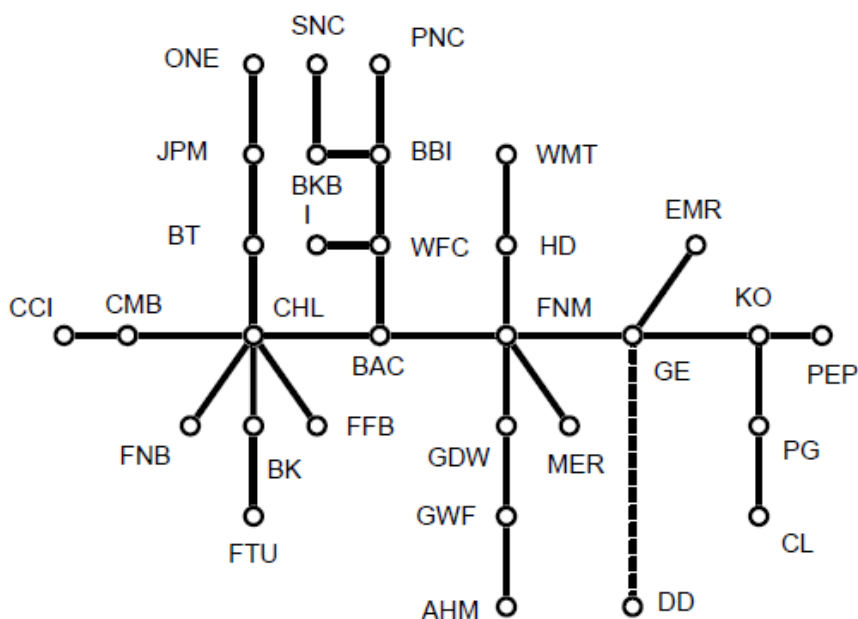 SNC
PNC
ONE
JPM
BKB
BBI
WMT
I
EMR
BT
WFC
HD
CCI
CMB
CHL
FNM
KO
BAC
GE
PEP
FNB
BK
FFB
GDW
MER
PG
GWF
CL
FTU
AHM
DD